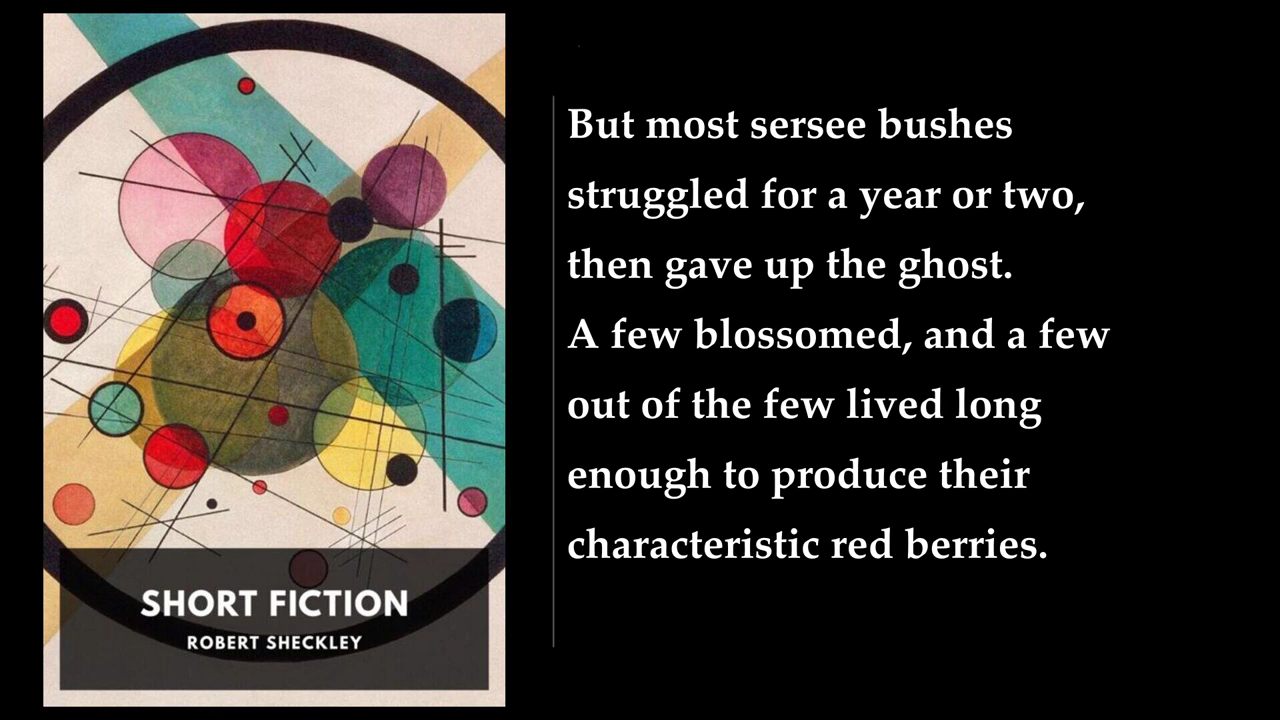 SHORT FICTION
ROBERT SHECKLEY
But most sersee bushes
struggled for a year or two,
then gave up the ghost.
A few blossomed, and a few
out of the few lived long
enough to produce their
characteristic red berries.